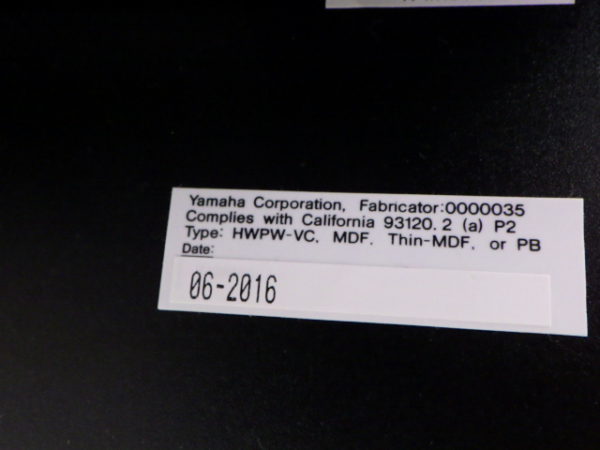 Yamaha Corporation, Fabricator:0000035
Complies with California 93120.2 (a) P2
Type: HWPW-VC, MDF, Thin-MDF, or PB
Date:
06-2016